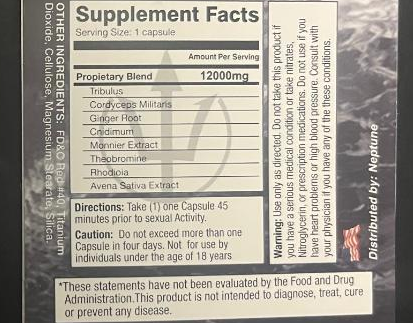 Supplement Facts
Serving Size: 1 capsule
Amount Per Serving
Propietary Blend 12000mg
Tribulus
Cordyceps Militaris
Ginger Root
Cnidimum
Monnier Extract
Theobromine
Rhodioia
Avena Sativa Extract
Directions: Take (1) one Capsule 45
minutes prior to sexual Activity.
Caution: Do not exceed more than one
Capsule in four days. Not for use by
individuals under the age of 18 years
*These statements have not been evaluated by the Food and Drug
Administration.This product is not intended to diagnose, treat, cure
or prevent any disease.
OTHER INGREDIENTS: FDXC Red#40, Titanium
Dioxide, Cellulose, Magnesium Stearate, Silica.
Warning: Use only as directed. Do not take this product if
you have a serious medical condition or take nitrates,
Nitroglycerin, or prescription medications. Do not use if you
have heart problems or high blood pressure. Consult with
your physician if you have any of the these conditions.
Distributed by: Neptune